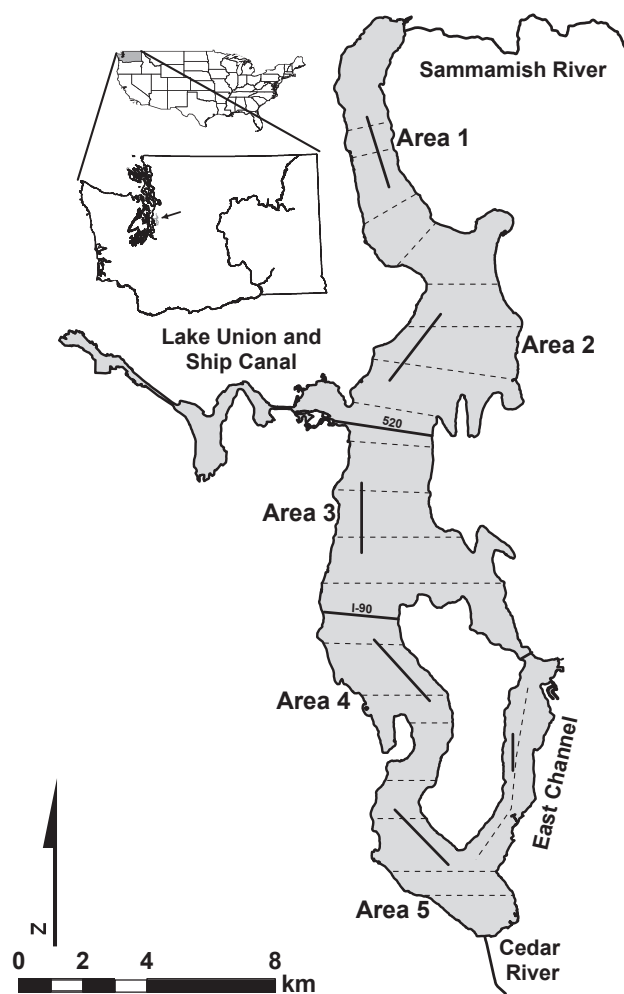 Sammamish River
Area 1
Lake Union and
Ship Canal
Area 2
520
Area 3
I-90
Area 4
East Channel
Area 5
Cedar
River
N
0 2 4 8
km